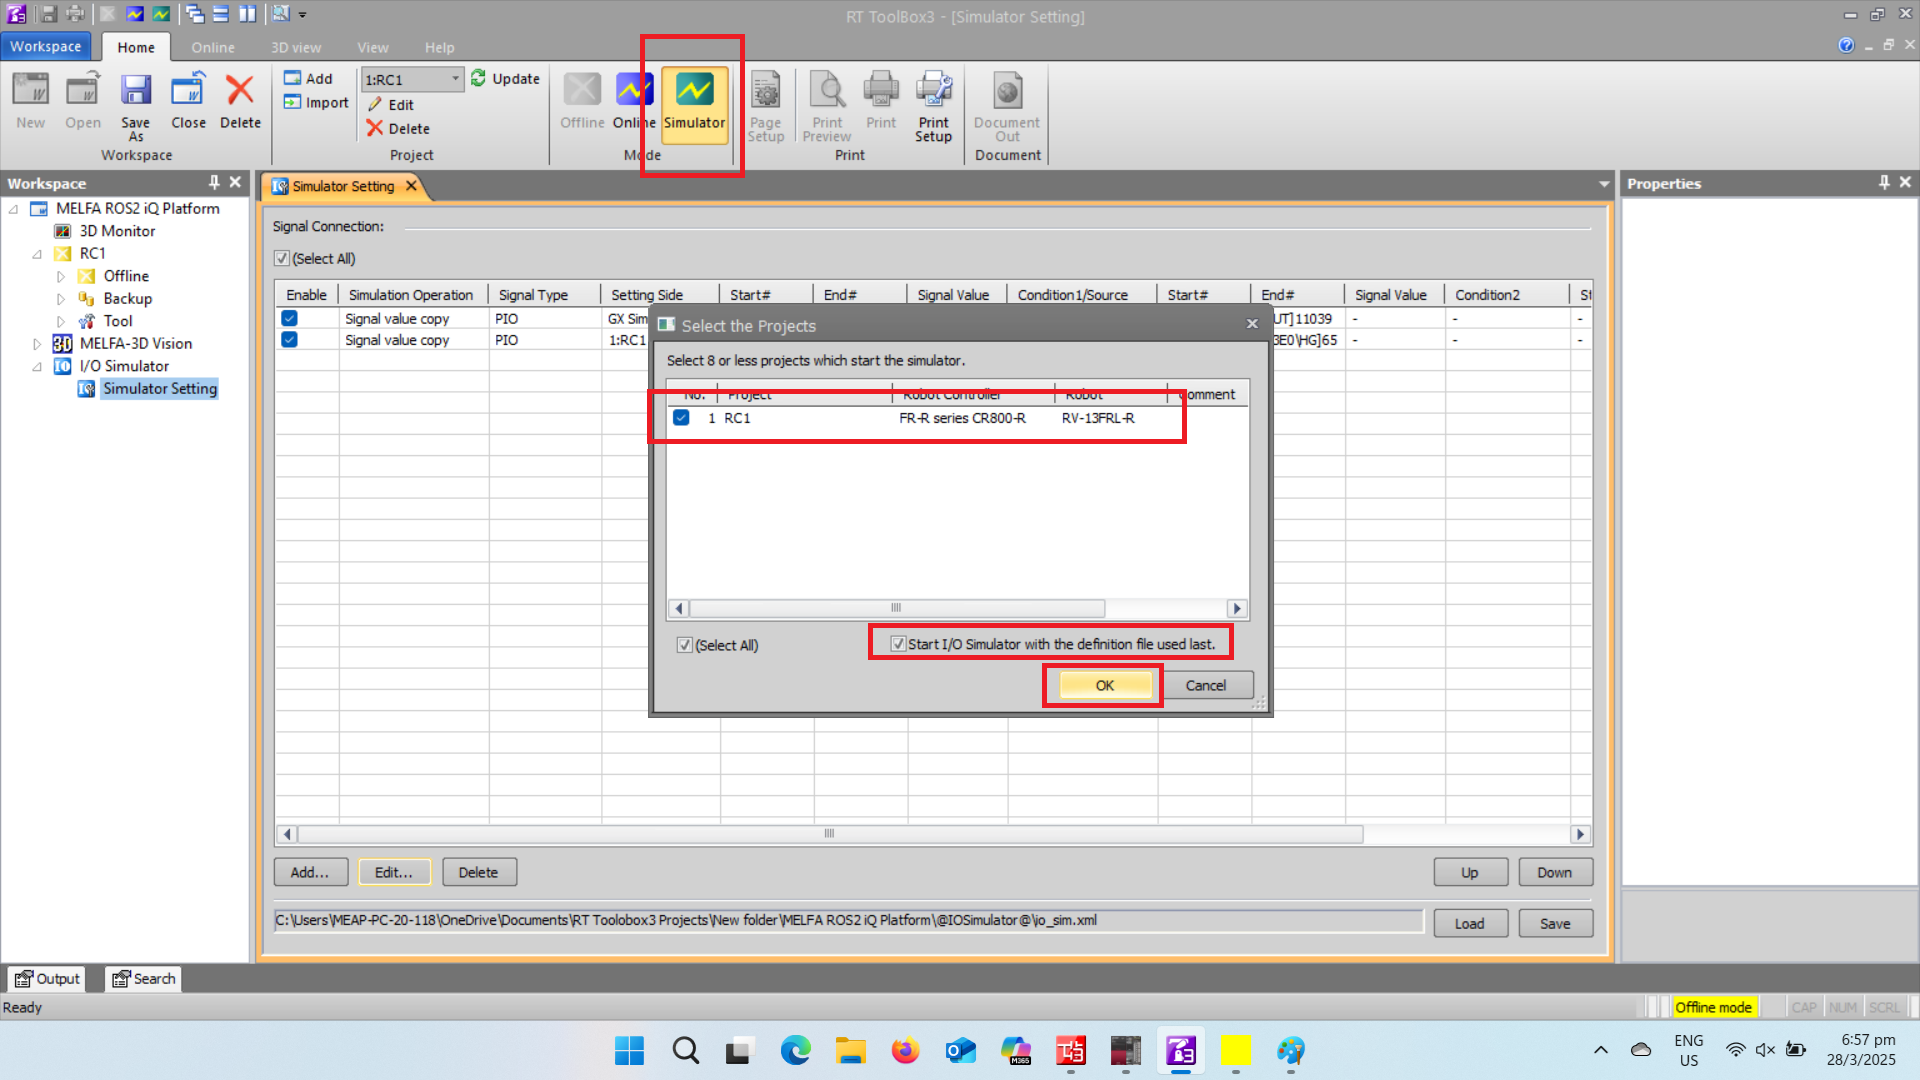 RT ToolBox3 - [Simulator Setting]
Workspace Home Online 3D view View Help
New Open Save As Close Delete
Workspace
Add
Import
1:RC1 Update
Edit
Delete
Project
Offline Online Simulator
Mode
Page Setup Print Preview Print Print Setup
Print
Document Out
Document
Workspace
MELFA ROS2 iQ Platform
3D Monitor
RC1
Offline
Backup
Tool
MELFA-3D Vision
I/O Simulator
Simulator Setting
Simulator Setting
Properties
Signal Connection:
(Select All)
Enable Simulation Operation Signal Type Setting Side Start# End# Signal Value Condition1/Source Start# End# Signal Value Condition2 St
Signal value copy PIO GX Sim UT]11039 - - -
Signal value copy PIO 1:RC1 3E0\HG]65 - - -
Select the Projects
Select 8 or less projects which start the simulator.
No. Project Robot Controller Robot Comment
1 RC1 FR-R series CR800-R RV-13FRL-R
(Select All) Start I/O Simulator with the definition file used last.
OK Cancel
Add... Edit... Delete Up Down
C:\Users\MEAP-PC-20-118\OneDrive\Documents\RT Toolobox3 Projects\New folder\MELFA ROS2 iQ Platform\@IOSimulator@\io_sim.xml Load Save
Output Search
Ready Offline mode CAP NUM SCRL
ENG US
6:57 pm
28/3/2025